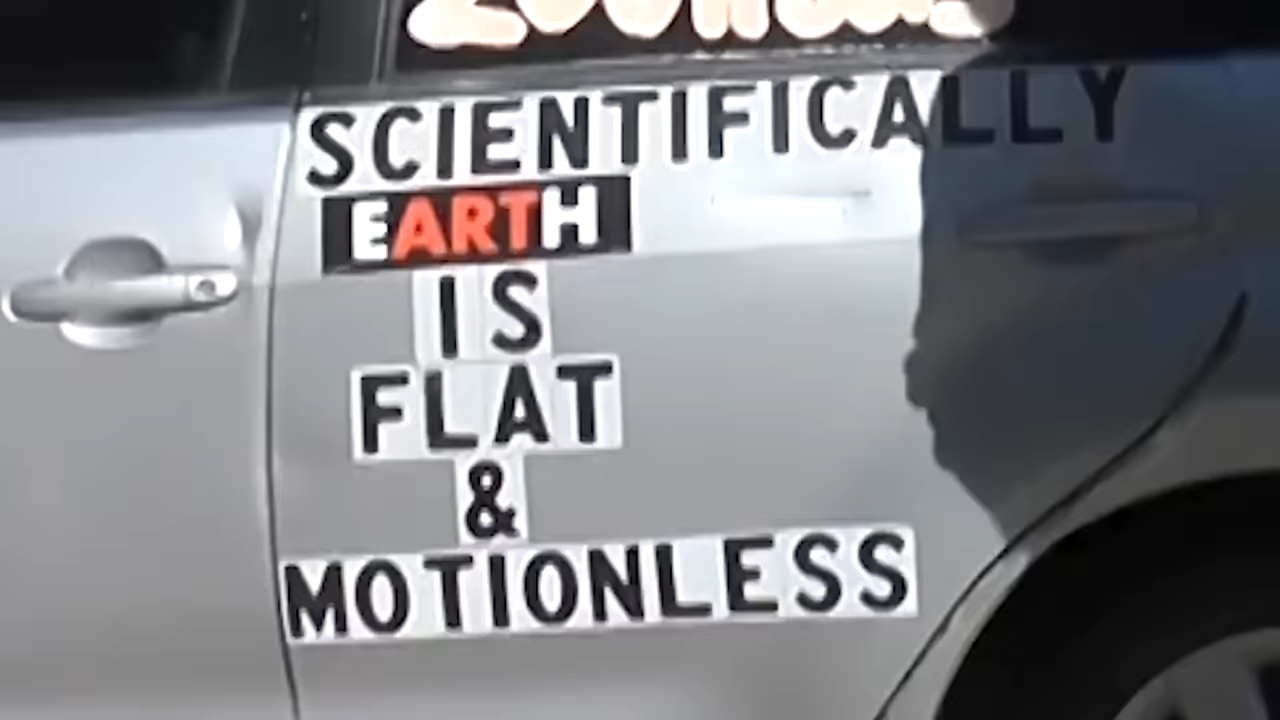 SCIENTIFICALLY
EARTH
IS
FLAT
&
MOTIONLESS